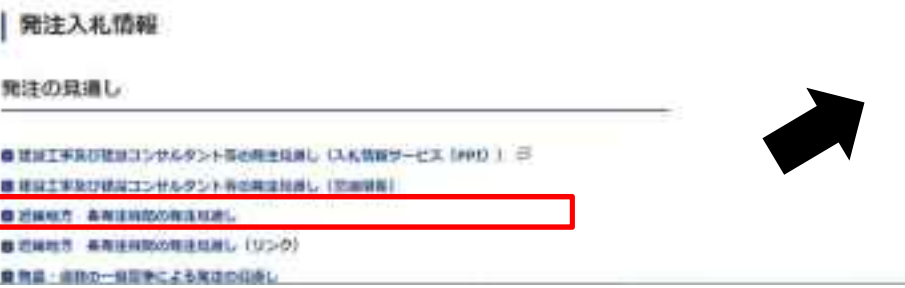 発注入札情報
発注の見通し
建設工事及び建設コンサルタント等の発注見通し（入札情報サービス（PPI））
建設工事及び建設コンサルタント等の発注見通し
近畿地方 各発注機関の発注見通し
近畿地方 各発注機関の発注見通し（リンク）
物品・役務の一般競争による発注の見通し